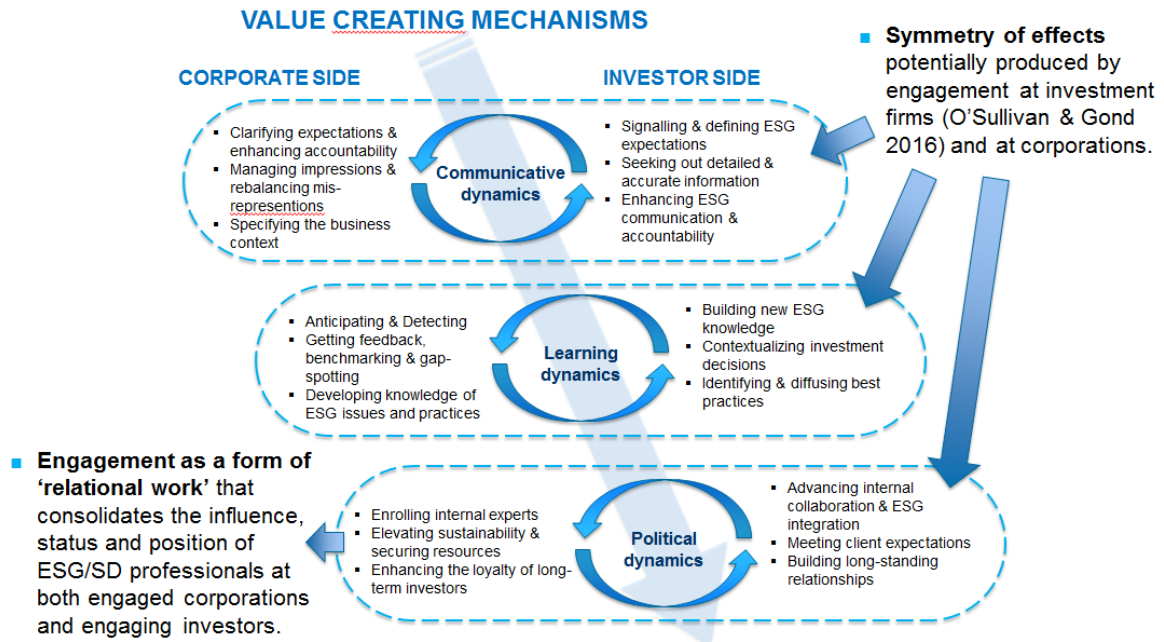 VALUE CREATING MECHANISMS
CORPORATE SIDE
INVESTOR SIDE
▪ Clarifying expectations &
enhancing accountability
▪ Managing impressions &
rebalancing mis-
representions
▪ Specifying the business
context
Communicative
dynamics
▪ Signalling & defining ESG
expectations
▪ Seeking out detailed &
accurate information
▪ Enhancing ESG
communication &
accountability
▪ Symmetry of effects
potentially produced by
engagement at investment
firms (O’Sullivan & Gond
2016) and at corporations.
▪ Anticipating & Detecting
▪ Getting feedback,
benchmarking & gap-
spotting
▪ Developing knowledge of
ESG issues and practices
Learning
dynamics
▪ Building new ESG
knowledge
▪ Contextualizing investment
decisions
▪ Identifying & diffusing best
practices
▪ Engagement as a form of
‘relational work’ that
consolidates the influence,
status and position of
ESG/SD professionals at
both engaged corporations
and engaging investors.
▪ Enrolling internal experts
▪ Elevating sustainability &
securing resources
▪ Enhancing the loyalty of long-
term investors
Political
dynamics
▪ Advancing internal
collaboration & ESG
integration
▪ Meeting client expectations
▪ Building long-standing
relationships